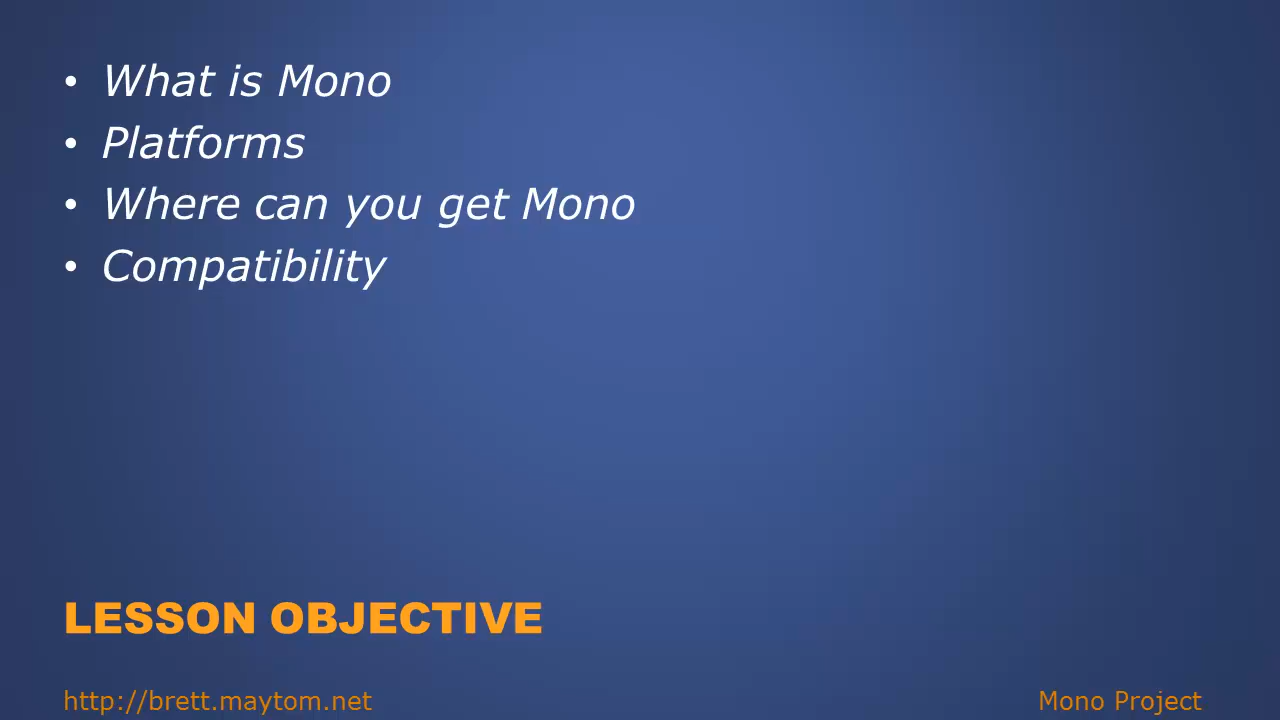 • What is Mono
• Platforms
• Where can you get Mono
• Compatibility
LESSON OBJECTIVE
http://brett.maytom.net
Mono Project